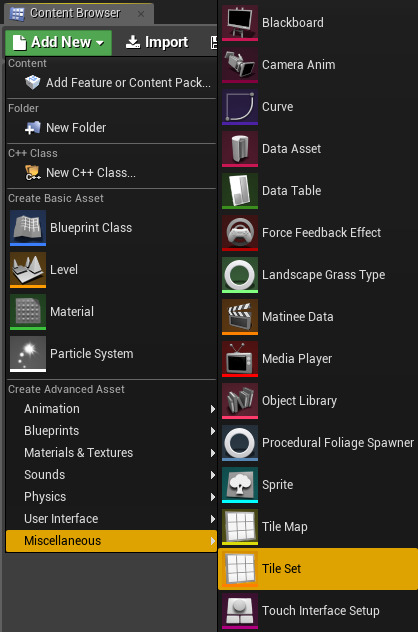 Content Browser
Add New
Import
Content
Add Feature or Content Pack...
Folder
New Folder
C++ Class
New C++ Class...
Create Basic Asset
Blueprint Class
Level
Material
Particle System
Create Advanced Asset
Animation
Blueprints
Materials & Textures
Sounds
Physics
User Interface
Miscellaneous
Blackboard
Camera Anim
Curve
Data Asset
Data Table
Force Feedback Effect
Landscape Grass Type
Matinee Data
Media Player
Object Library
Procedural Foliage Spawner
Sprite
Tile Map
Tile Set
Touch Interface Setup